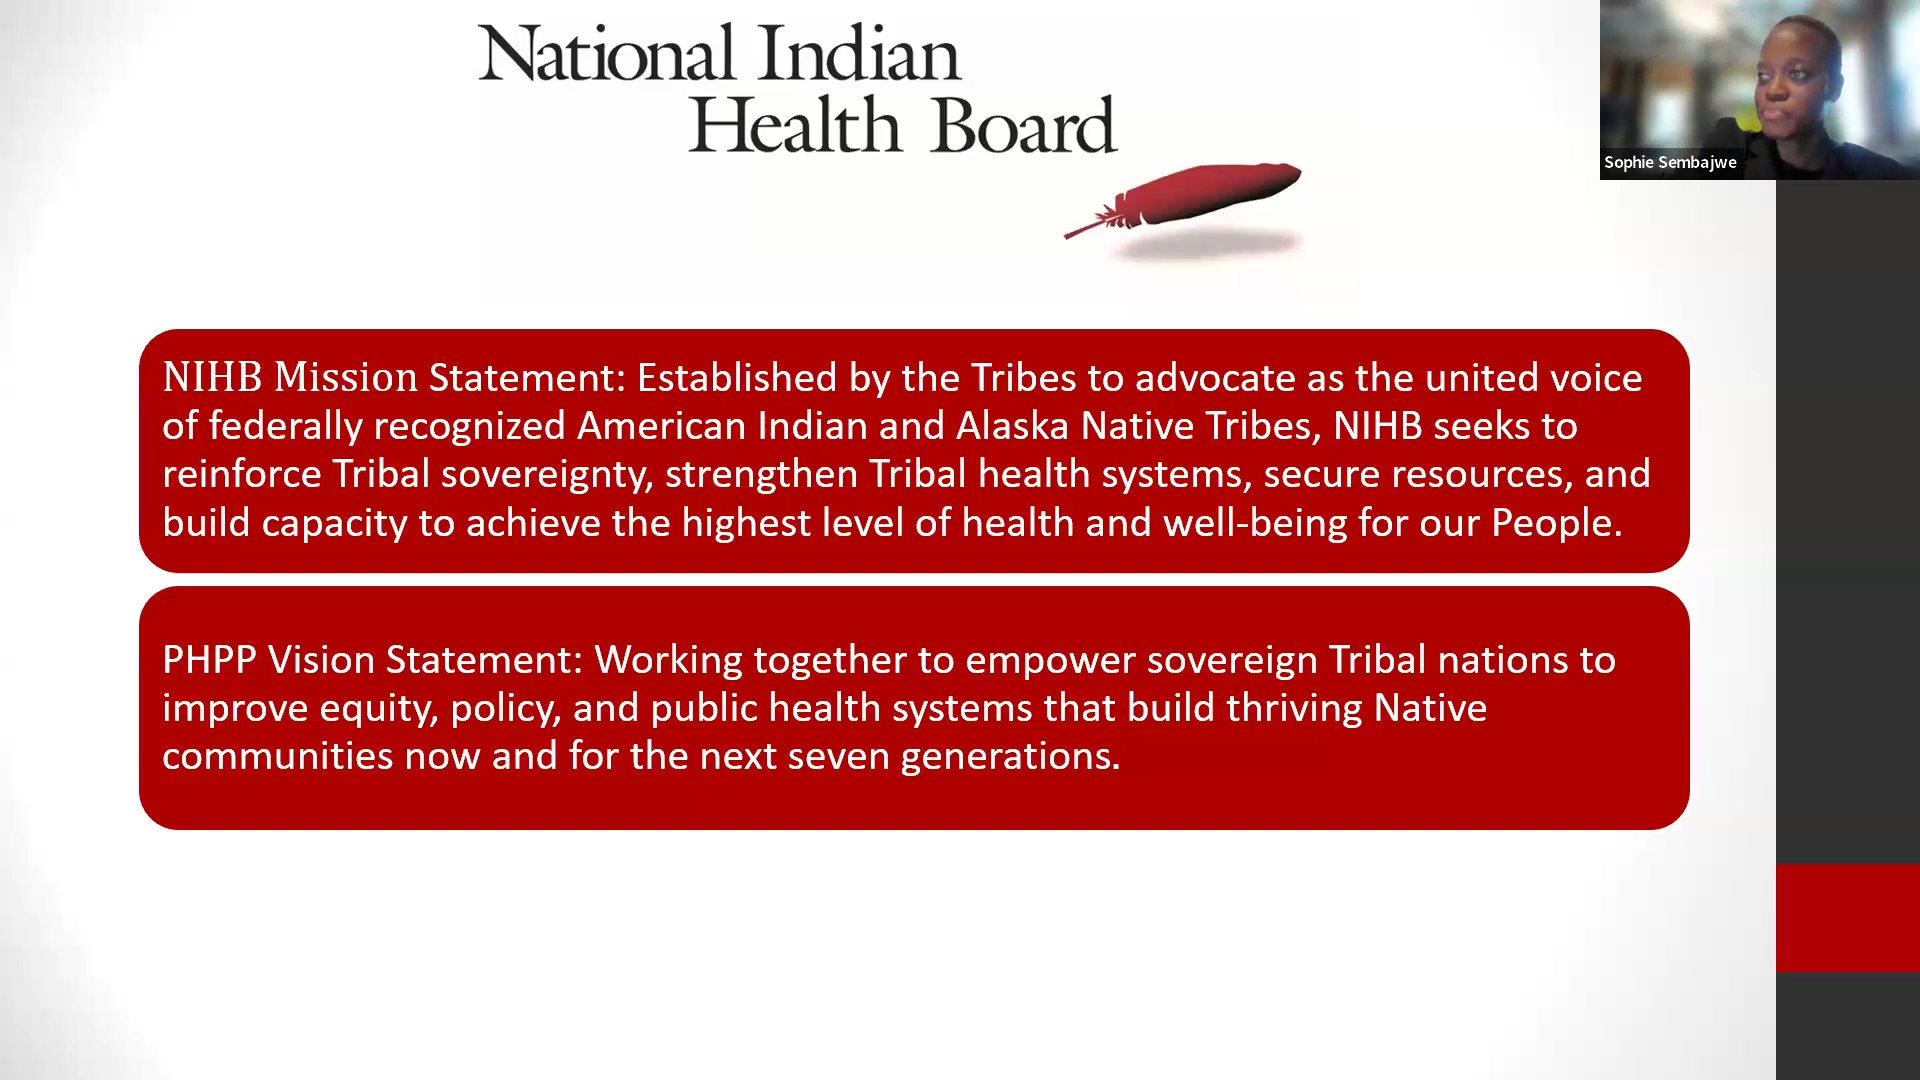 National Indian
Health Board
Sophie Sembajwe
NIHB Mission Statement: Established by the Tribes to advocate as the united voice
of federally recognized American Indian and Alaska Native Tribes, NIHB seeks to
reinforce Tribal sovereignty, strengthen Tribal health systems, secure resources, and
build capacity to achieve the highest level of health and well-being for our People.
PHPP Vision Statement: Working together to empower sovereign Tribal nations to
improve equity, policy, and public health systems that build thriving Native
communities now and for the next seven generations.